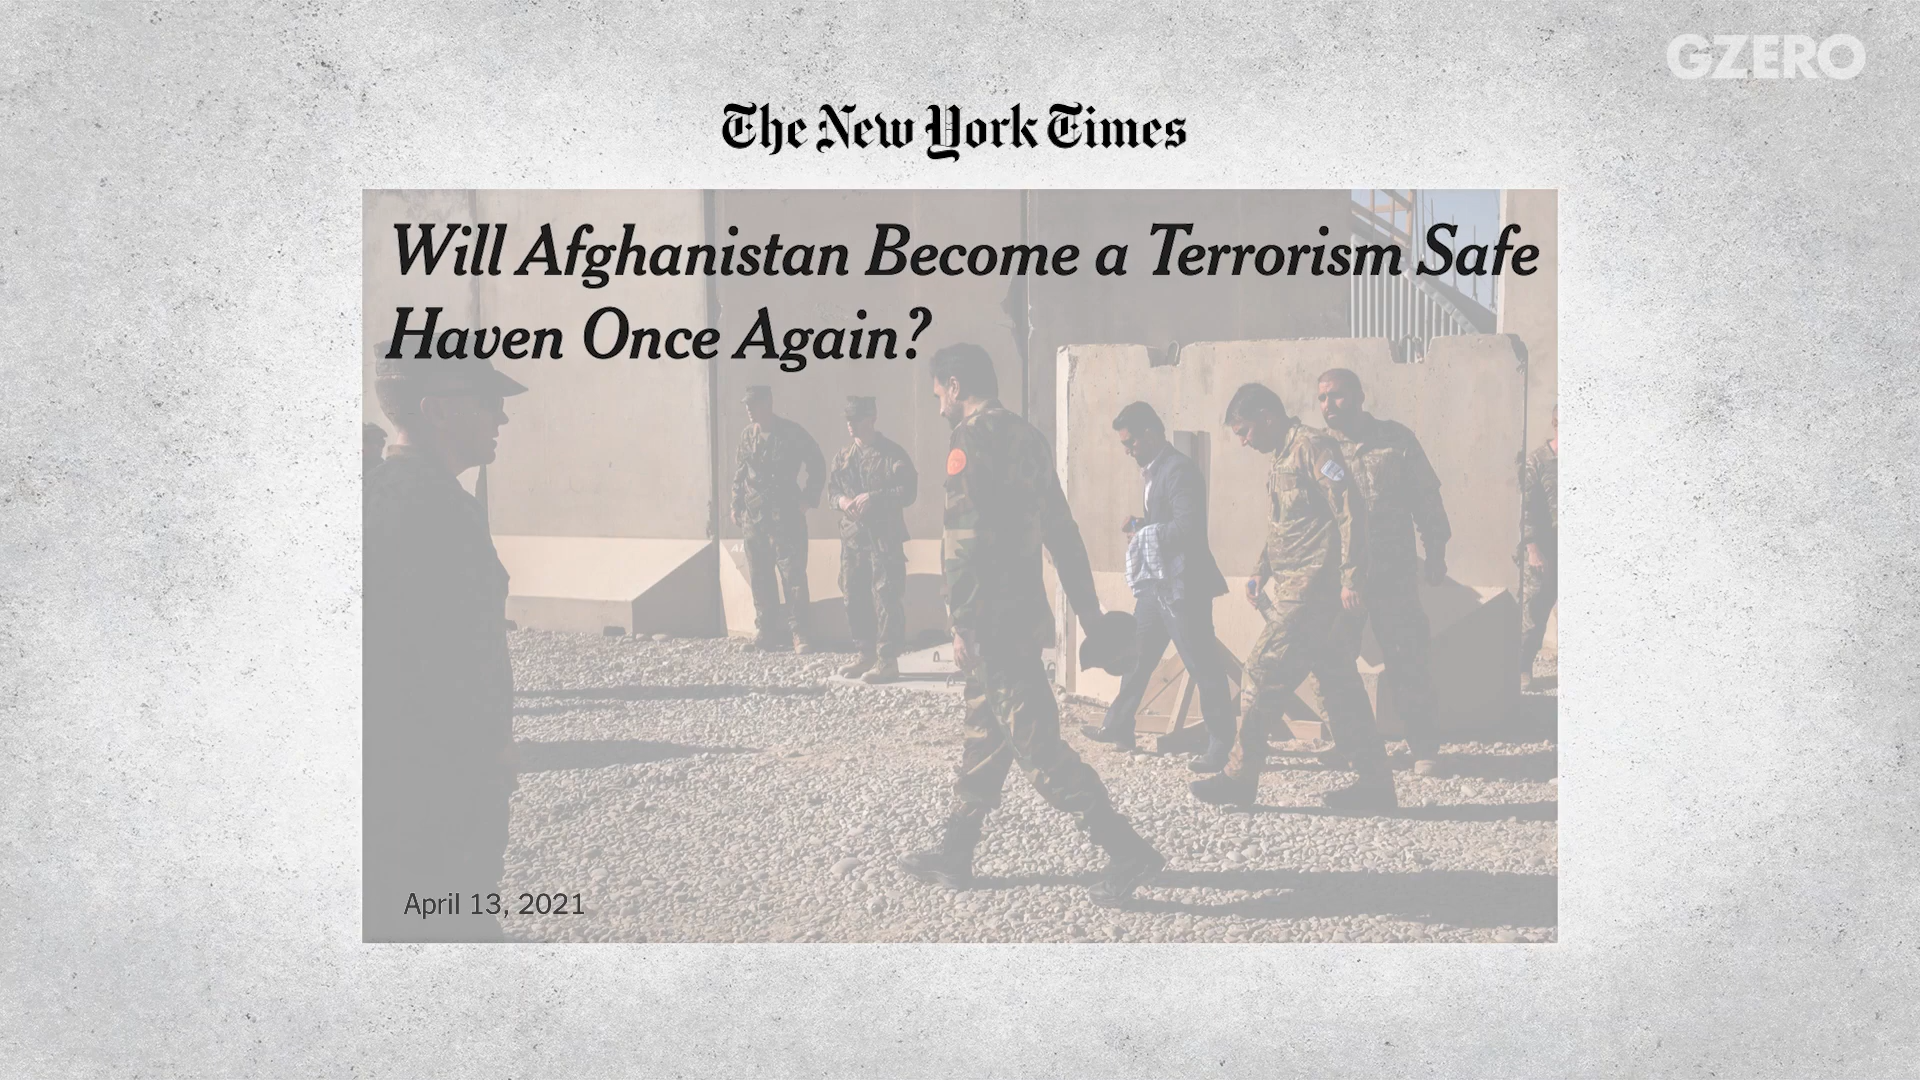 GZERO
The New York Times
Will Afghanistan Become a Terrorism Safe
Haven Once Again?
April 13, 2021